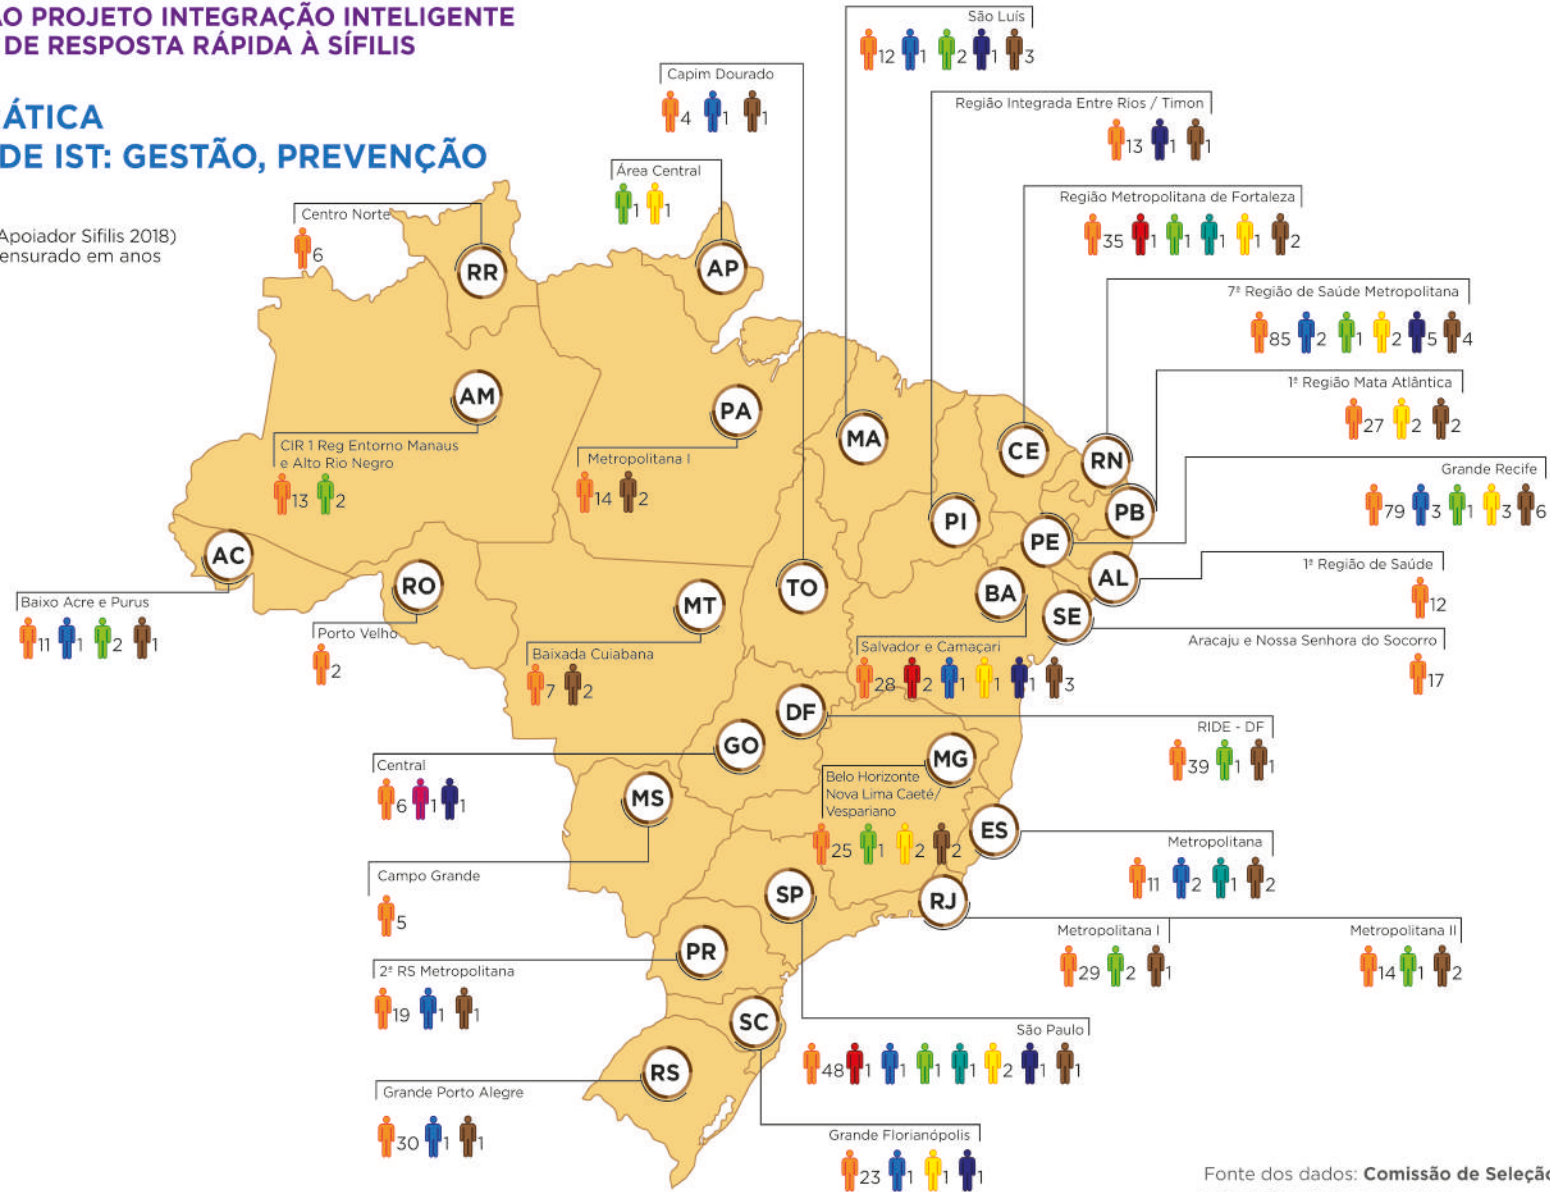 ÃO PROJETO INTEGRAÇÃO INTELIGENTE
DE RESPOSTA RÁPIDA À SÍFILIS
ÁTICA
DE IST: GESTÃO, PREVENÇÃO
Apoiador Sifilis 2018)
ensurado em anos
São Luís
12 1 2 1 3
Capim Dourado
4 1 1
Região Integrada Entre Rios / Timon
13 1 1
Área Central
1 1
Região Metropolitana de Fortaleza
35 1 1 1 1 2
Centro Norte
6
RR
AP
7ª Região de Saúde Metropolitana
85 2 1 2 5 4
1ª Região Mata Atlântica
27 2 2
AM
PA
MA
CE
RN
CIR 1 Reg Entorno Manaus
e Alto Rio Negro
13 2
Metropolitana I
14 2
Grande Recife
79 3 1 3 6
PI
PB
PE
AC
RO
MT
TO
BA
AL
SE
1ª Região de Saúde
12
Baixo Acre e Purus
11 1 2 1
Porto Velho
2
Baixada Cuiabana
7 2
Salvador e Camaçari
28 2 1 1 1 3
Aracaju e Nossa Senhora do Socorro
17
DF
RIDE - DF
39 1 1
GO
MG
Central
6 1 1
MS
Belo Horizonte
Nova Lima Caeté/
Vespariano
25 1 2 2
ES
Metropolitana
11 2 1 2
Campo Grande
5
SP
RJ
Metropolitana I
29 2 1
Metropolitana II
14 1 2
PR
2ª RS Metropolitana
19 1 1
SC
São Paulo
48 1 1 1 1 2 1 1
RS
Grande Porto Alegre
30 1 1
Grande Florianópolis
23 1 1 1
Fonte dos dados: Comissão de Seleção